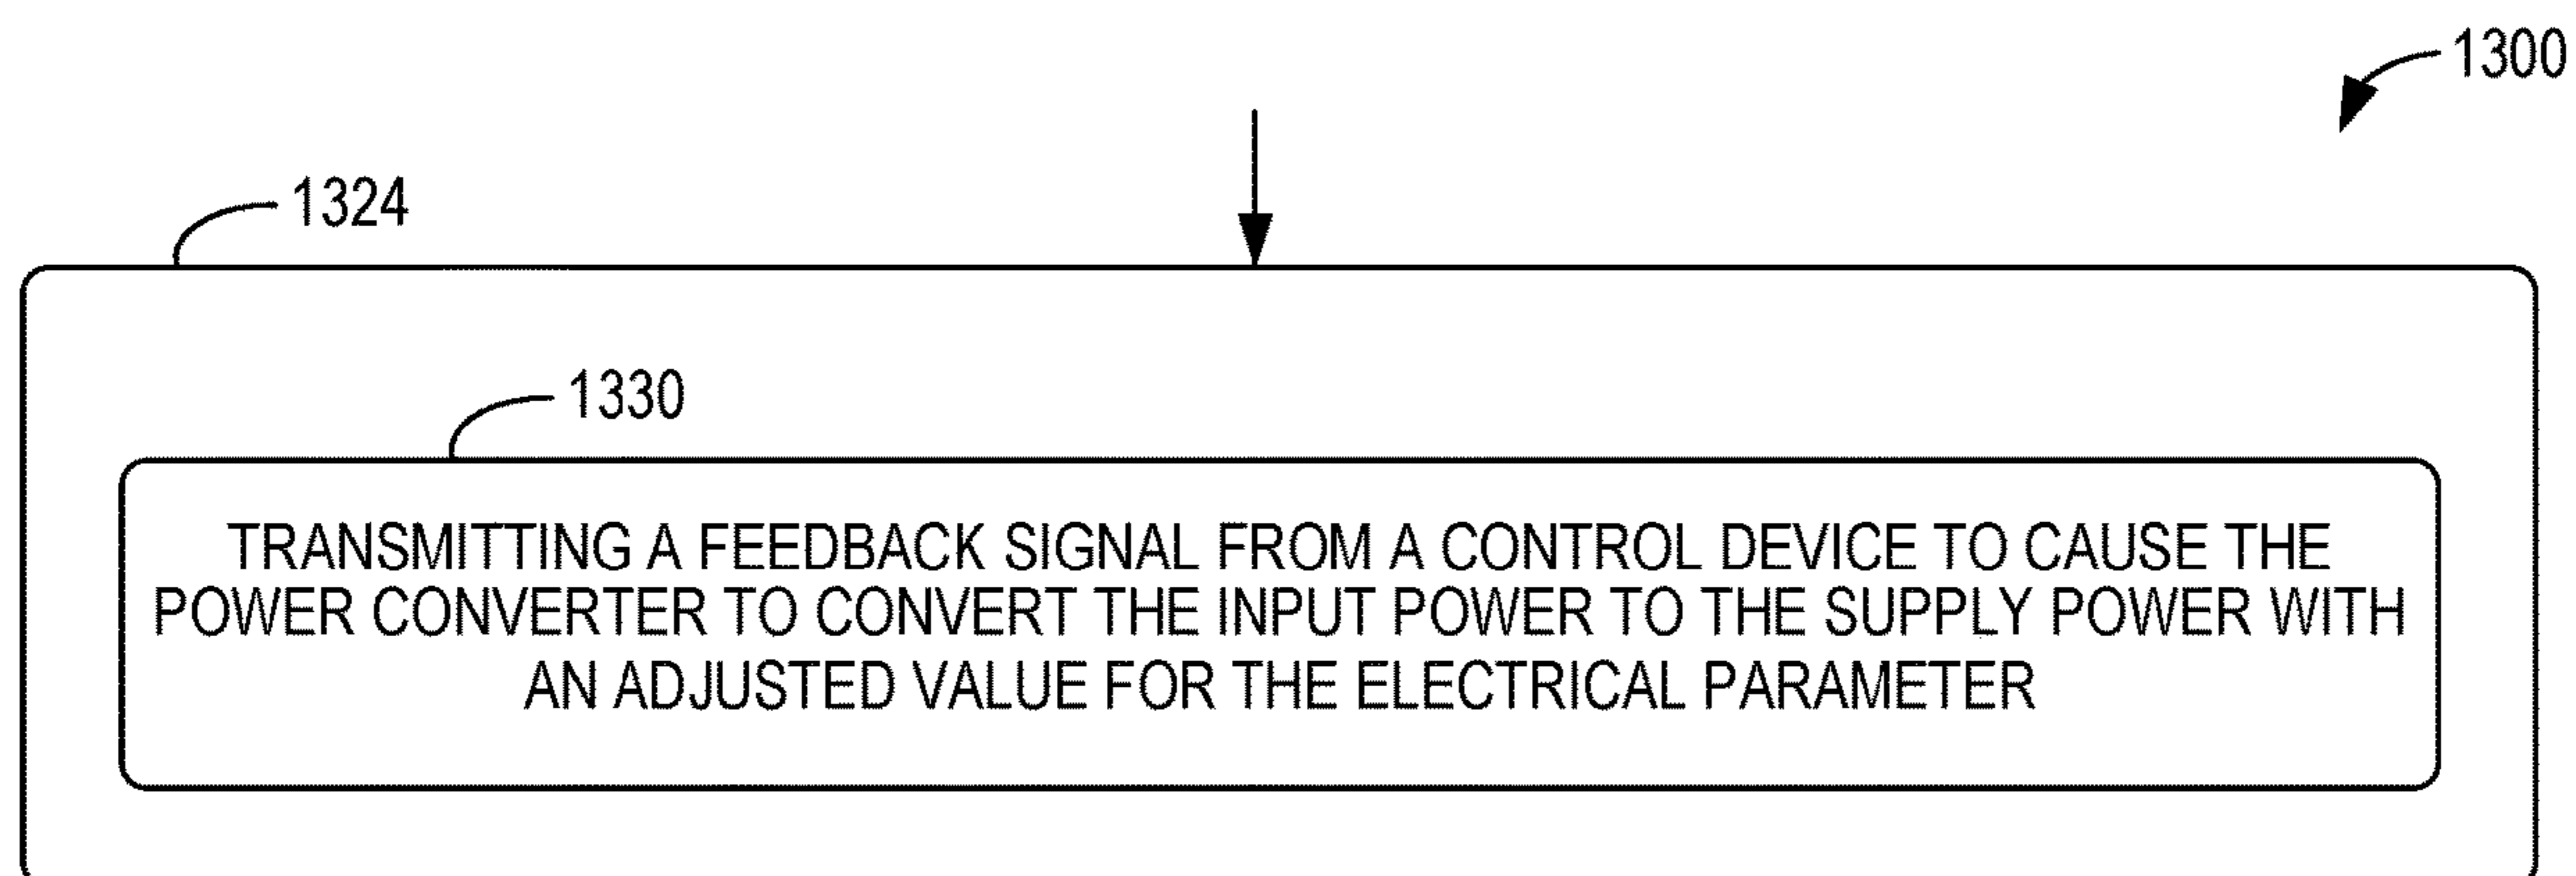 1300
1324
1330
TRANSMITTING A FEEDBACK SIGNAL FROM A CONTROL DEVICE TO CAUSE THE
POWER CONVERTER TO CONVERT THE INPUT POWER TO THE SUPPLY POWER WITH
AN ADJUSTED VALUE FOR THE ELECTRICAL PARAMETER